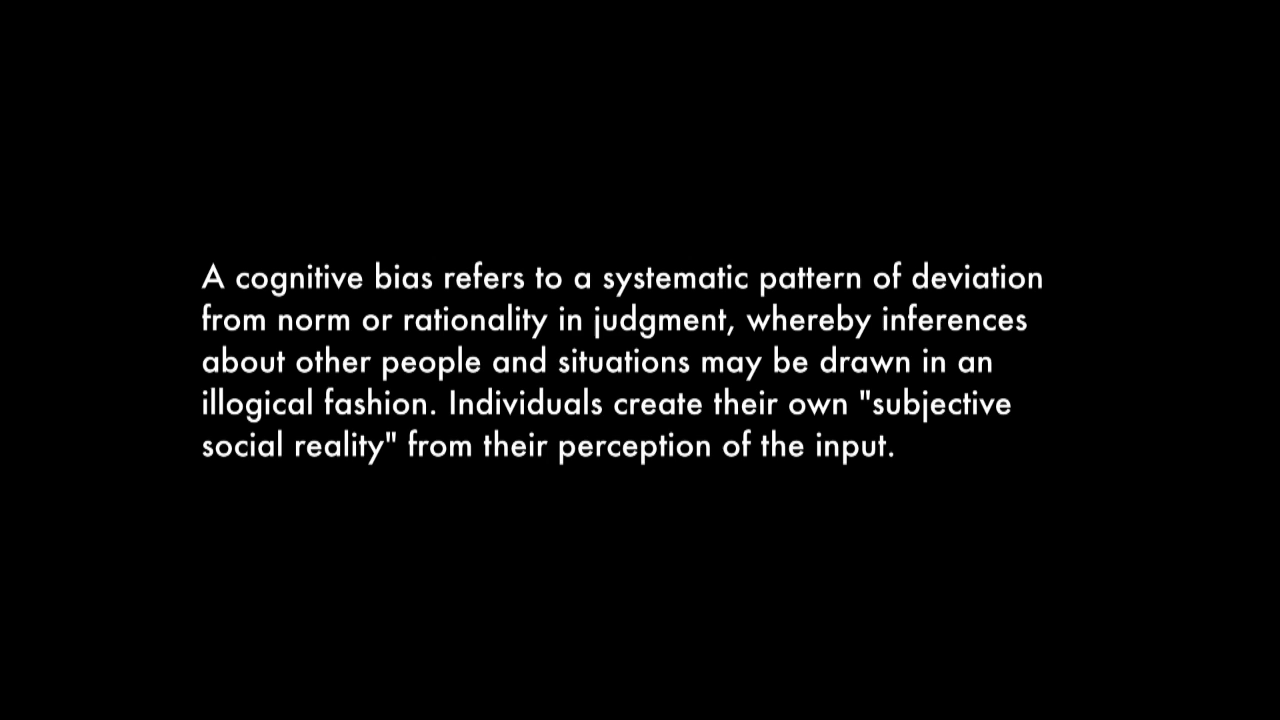 A cognitive bias refers to a systematic pattern of deviation
from norm or rationality in judgment, whereby inferences
about other people and situations may be drawn in an
illogical fashion. Individuals create their own "subjective
social reality" from their perception of the input.